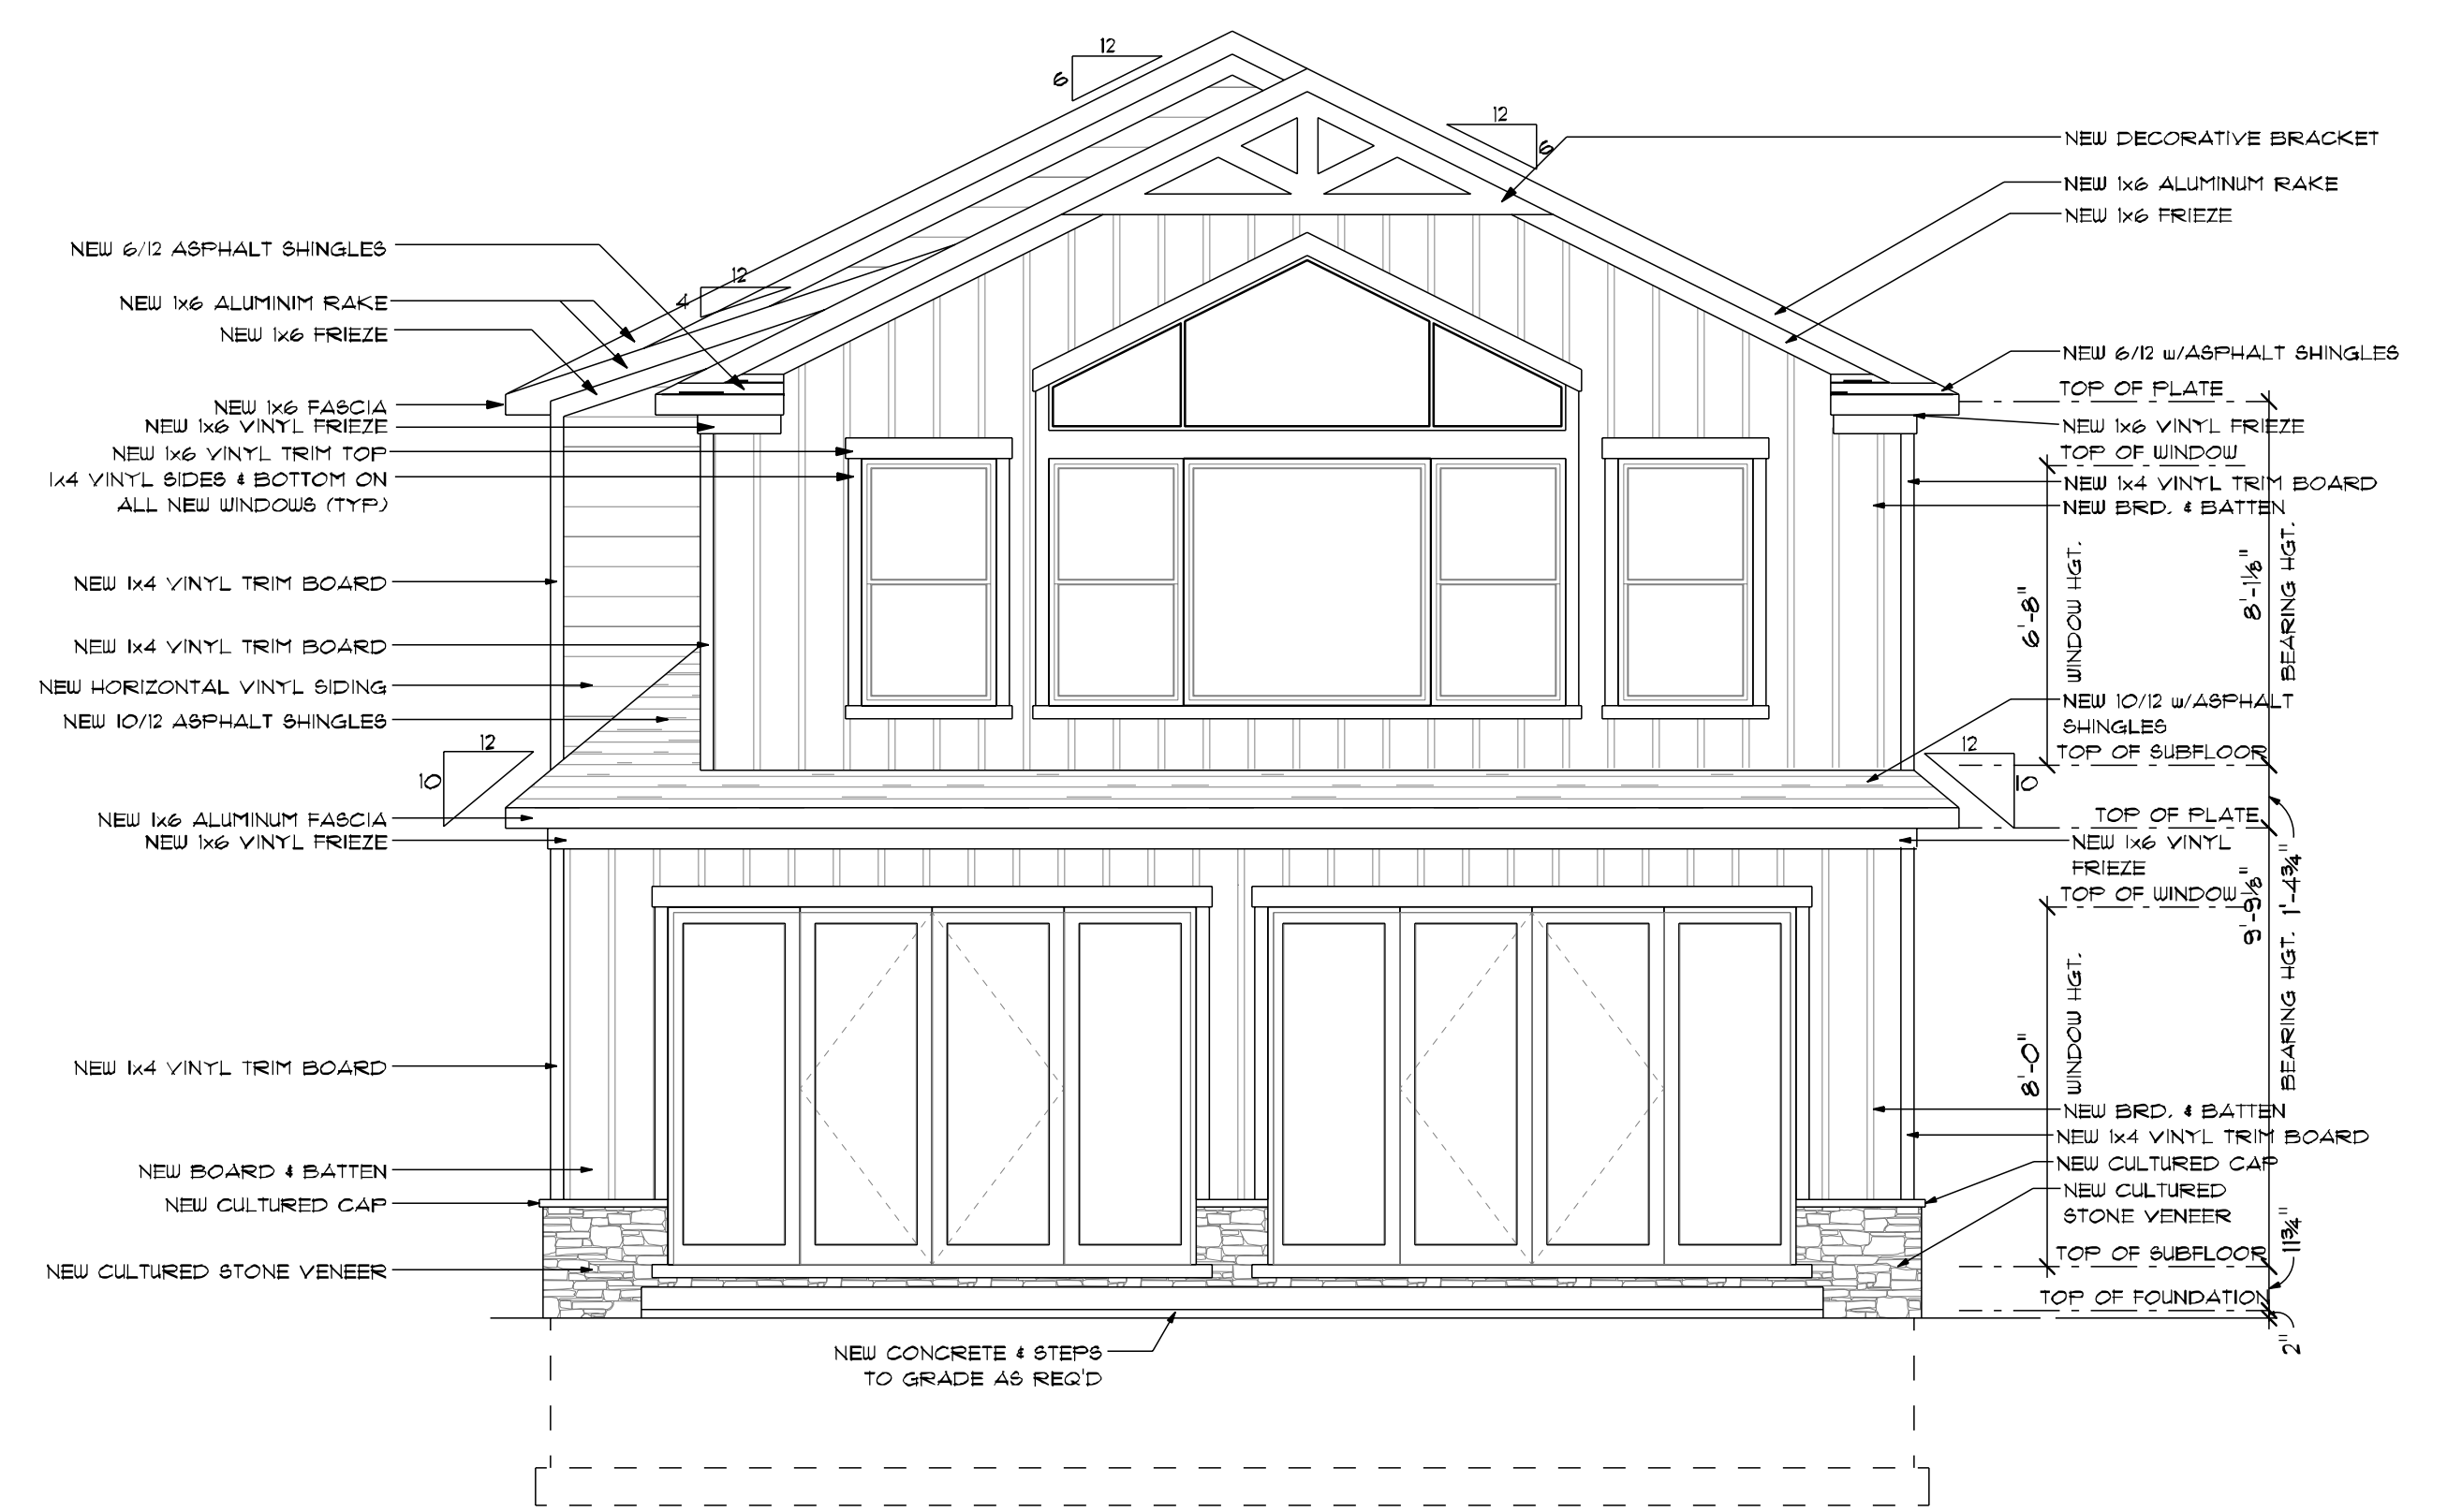 12
6
12
6
NEW DECORATIVE BRACKET
NEW 1x6 ALUMINUM RAKE
NEW 1x6 FRIEZE
NEW 6/12 ASPHALT SHINGLES
12
4
NEW 1x6 ALUMINIM RAKE
NEW 1x6 FRIEZE
NEW 6/12 w/ASPHALT SHINGLES
TOP OF PLATE
NEW 1x6 FASCIA
NEW 1x6 VINYL FRIEZE
NEW 1x6 VINYL FRIEZE
NEW 1x6 VINYL TRIM TOP
TOP OF WINDOW
1x4 VINYL SIDES & BOTTOM ON
ALL NEW WINDOWS (TYP)
NEW 1x4 VINYL TRIM BOARD
NEW BRD. & BATTEN
6'-8"
WINDOW HGT.
8'-1⅛"
BEARING HGT.
NEW 1x4 VINYL TRIM BOARD
NEW 1x4 VINYL TRIM BOARD
NEW HORIZONTAL VINYL SIDING
NEW 10/12 ASPHALT SHINGLES
NEW 10/12 w/ASPHALT
SHINGLES
12
10
TOP OF SUBFLOOR
12
10
NEW 1x6 ALUMINUM FASCIA
TOP OF PLATE
NEW 1x6 VINYL FRIEZE
NEW 1x6 VINYL
FRIEZE
TOP OF WINDOW
1'-4¾"
9'-9⅛"
BEARING HGT.
8'-0"
WINDOW HGT.
NEW 1x4 VINYL TRIM BOARD
NEW BRD. & BATTEN
NEW 1x4 VINYL TRIM BOARD
NEW BOARD & BATTEN
NEW CULTURED CAP
NEW CULTURED CAP
NEW CULTURED
STONE VENEER
NEW CULTURED STONE VENEER
TOP OF SUBFLOOR
11¾"
TOP OF FOUNDATION
2"
NEW CONCRETE & STEPS
TO GRADE AS REQ'D